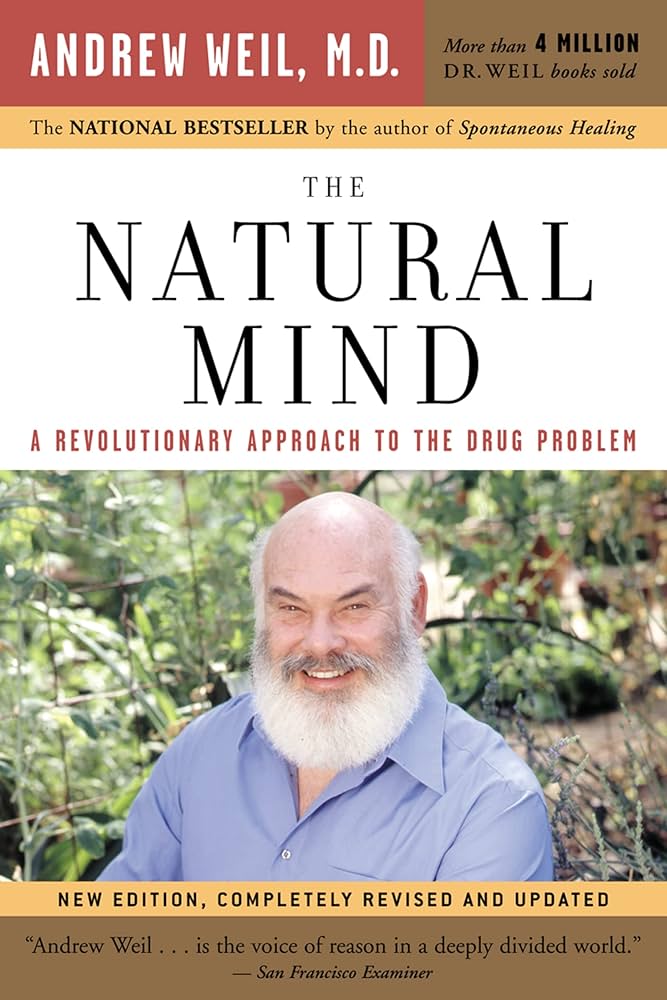 ANDREW WEIL, M.D.
More than 4 MILLION
DR. WEIL books sold
The NATIONAL BESTSELLER by the author of Spontaneous Healing
THE
NATURAL
MIND
A REVOLUTIONARY APPROACH TO THE DRUG PROBLEM
NEW EDITION, COMPLETELY REVISED AND UPDATED
“Andrew Weil . . . is the voice of reason in a deeply divided world.”
— San Francisco Examiner